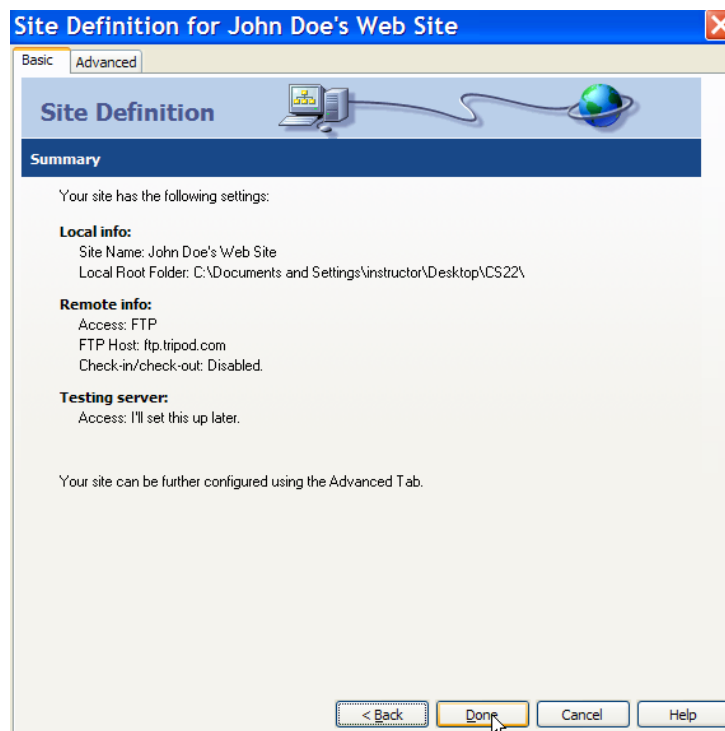 Site Definition for John Doe's Web Site
Basic
Advanced
Site Definition
Summary
Your site has the following settings:
Local info:
Site Name: John Doe's Web Site
Local Root Folder: C:\Documents and Settings\instructor\Desktop\CS22\
Remote info:
Access: FTP
FTP Host: ftp.tripod.com
Check-in/check-out: Disabled.
Testing server:
Access: I'll set this up later.
Your site can be further configured using the Advanced Tab.
< Back
Done
Cancel
Help